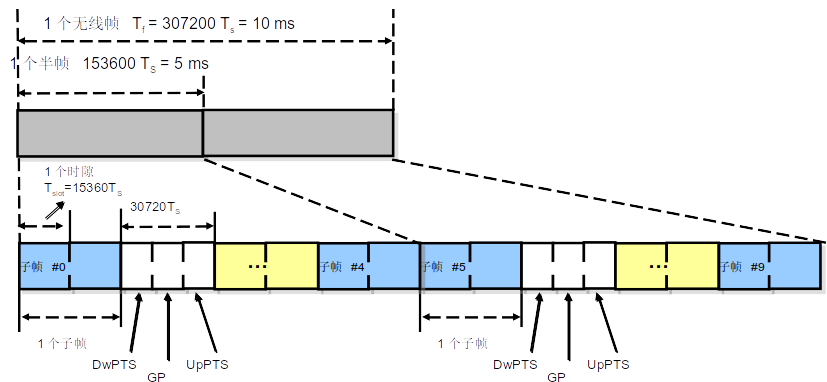 1 个无线帧 Tf = 307200 Ts = 10 ms
1 个半帧 153600 TS = 5 ms
1 个时隙
Tslot=15360TS
30720TS
子帧 #0
...
子帧 #4
子帧 #5
...
子帧 #9
1 个子帧
1 个子帧
DwPTS
GP
UpPTS
DwPTS
GP
UpPTS